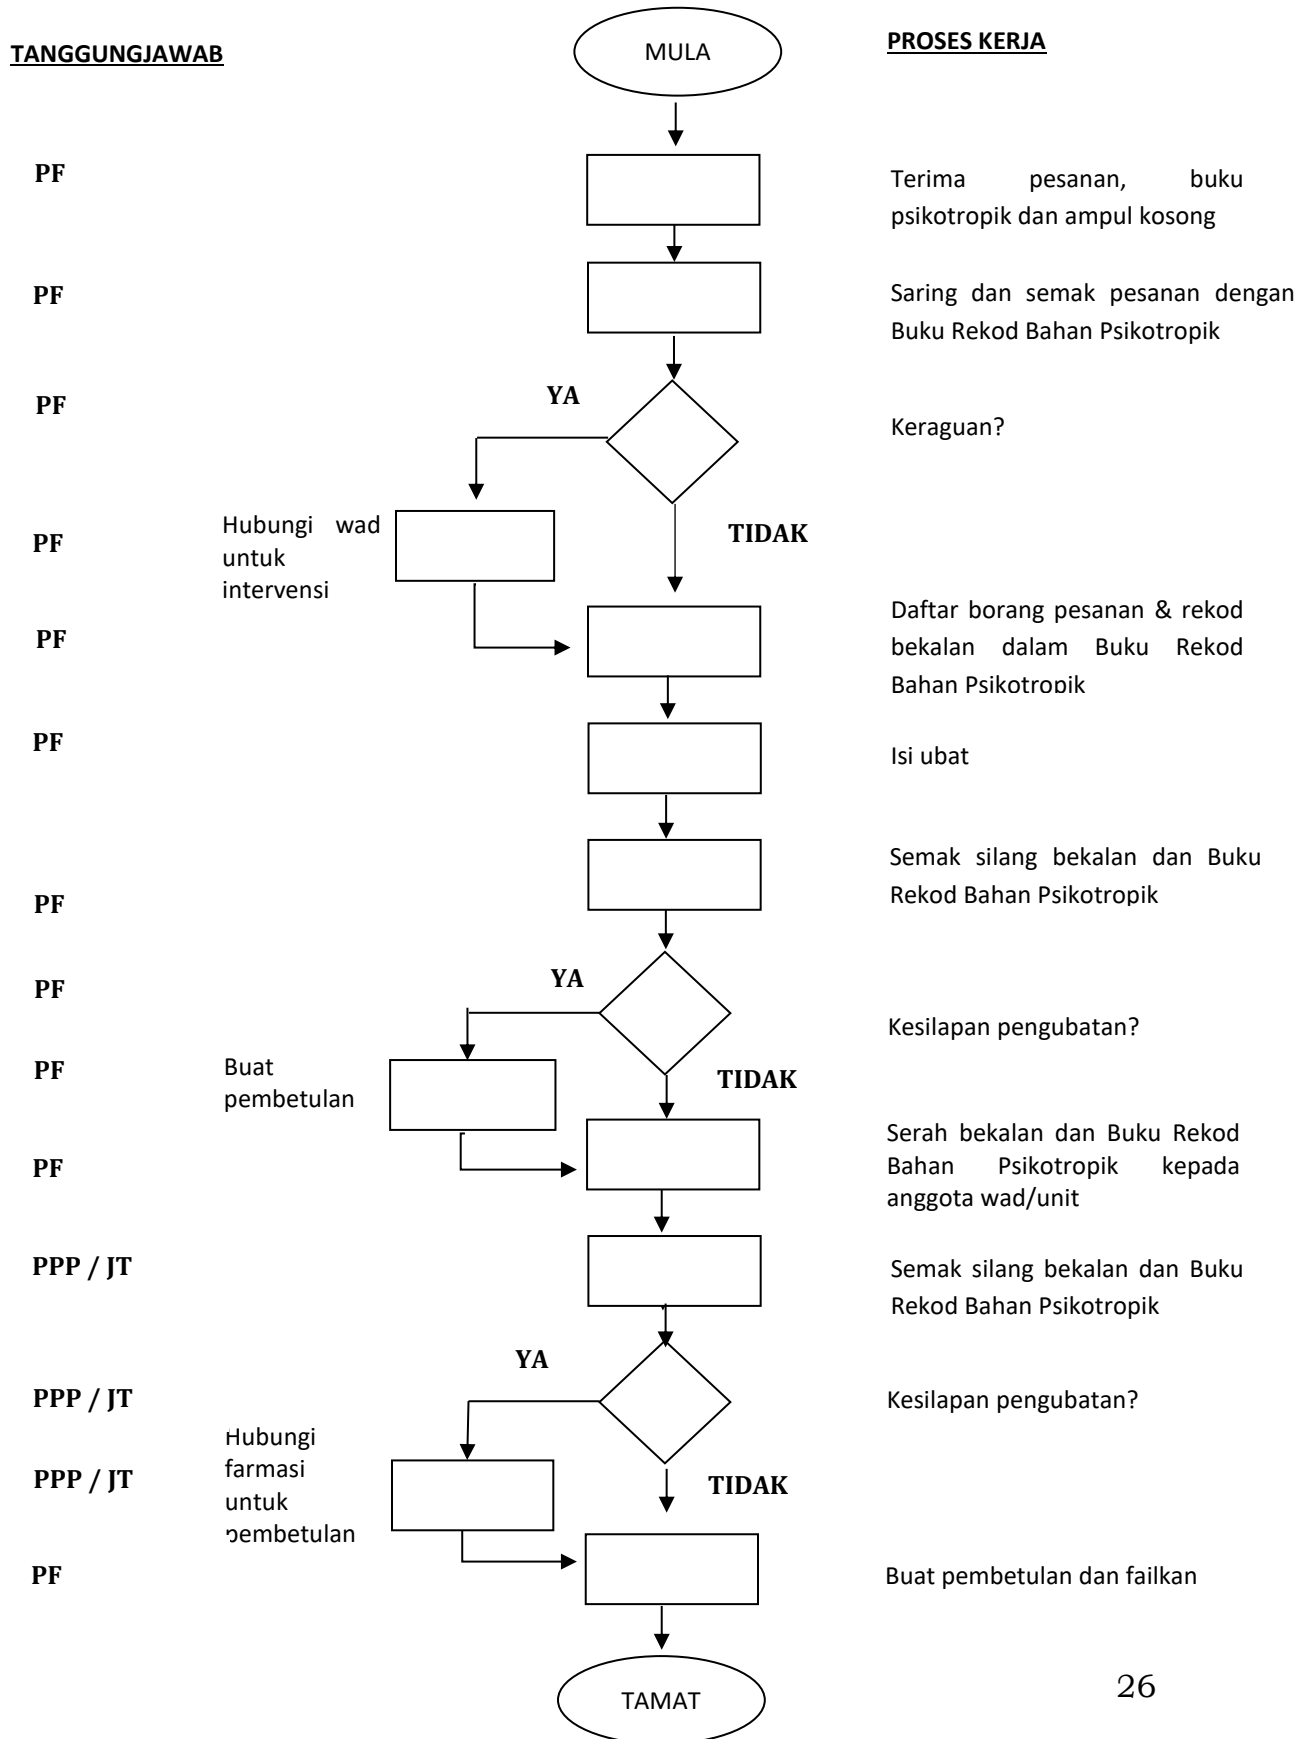 TANGGUNGJAWAB
MULA
PROSES KERJA
PF
Terima pesanan, buku
psikotropik dan ampul kosong
PF
Saring dan semak pesanan dengan
Buku Rekod Bahan Psikotropik
PF
YA
Keraguan?
PF
Hubungi wad
untuk
intervensi
TIDAK
PF
Daftar borang pesanan & rekod
bekalan dalam Buku Rekod
Bahan Psikotropik
PF
Isi ubat
PF
Semak silang bekalan dan Buku
Rekod Bahan Psikotropik
PF
YA
Kesilapan pengubatan?
PF
Buat
pembetulan
TIDAK
PF
Serah bekalan dan Buku Rekod
Bahan Psikotropik kepada
anggota wad/unit
PPP / JT
Semak silang bekalan dan Buku
Rekod Bahan Psikotropik
YA
PPP / JT
Kesilapan pengubatan?
PPP / JT
Hubungi
farmasi
untuk
pembetulan
TIDAK
PF
Buat pembetulan dan failkan
TAMAT
26